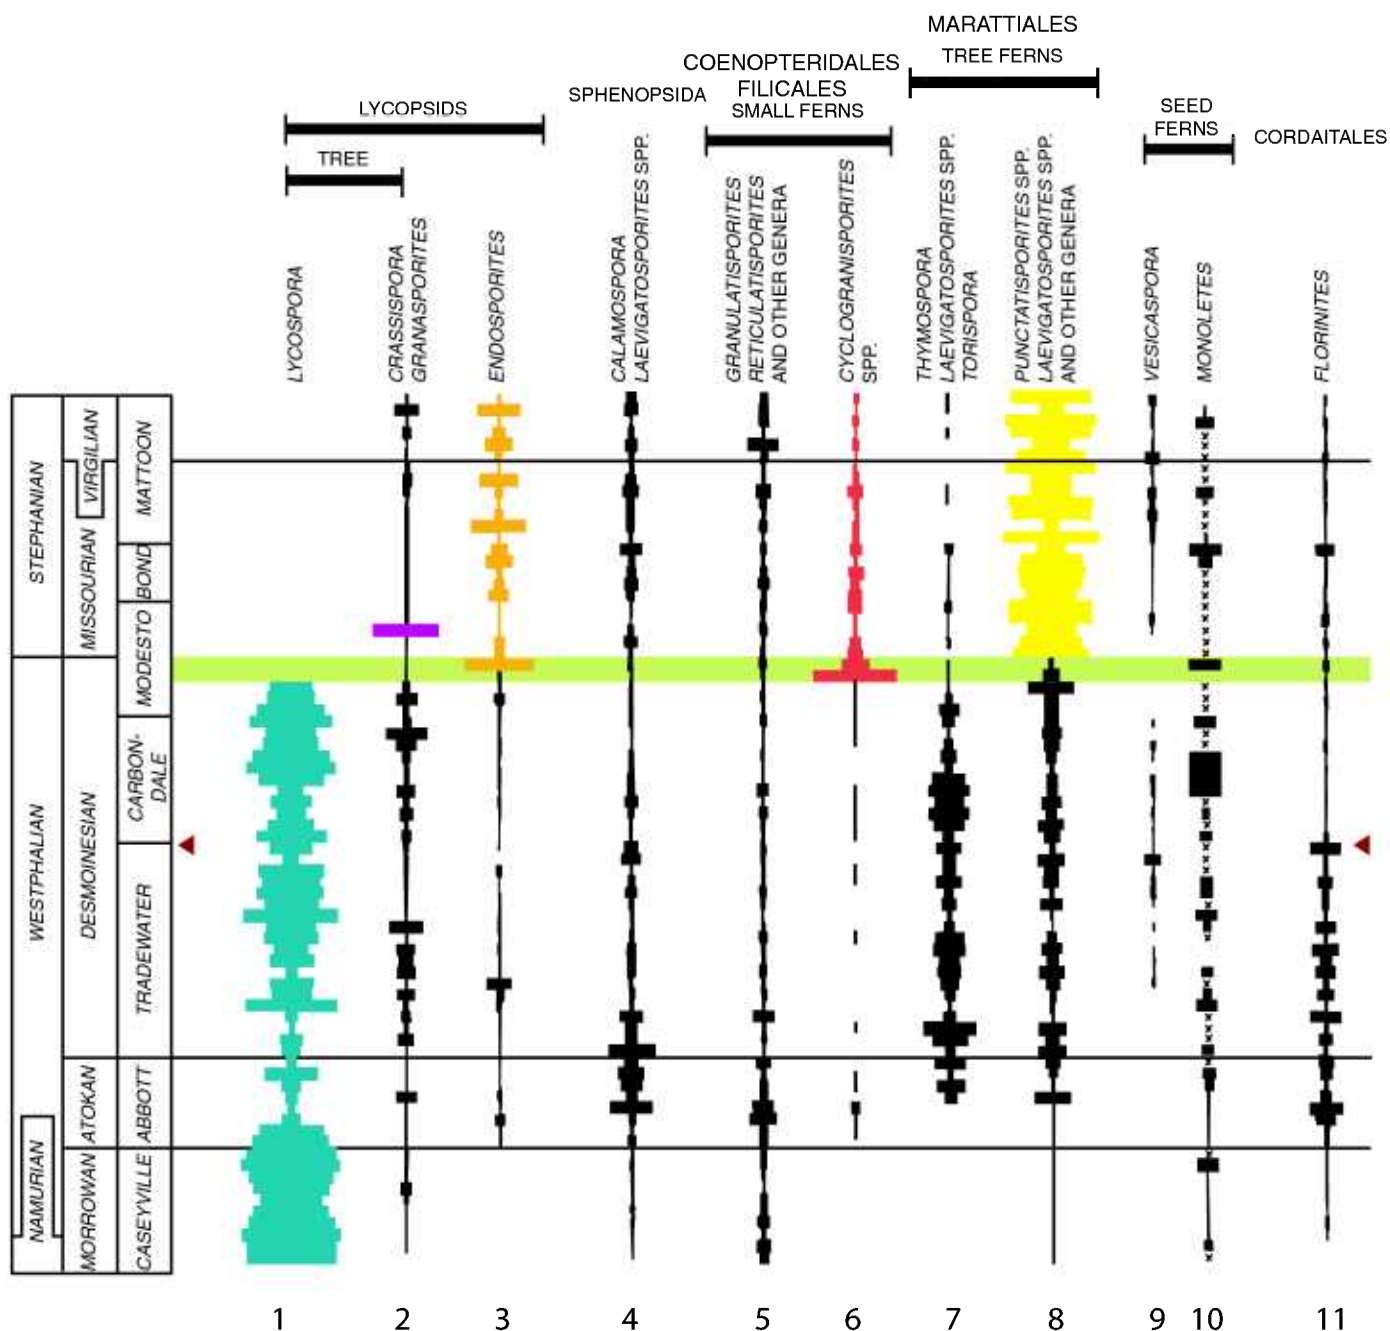 MARATTIALES
TREE FERNS
COENOPTERIDALES
FILICALES
SMALL FERNS
SPHENOPSIDA
LYCOPSIDS
TREE
SEED
FERNS
CORDAITALES
LYCOSPORA
CRASSISPORA
GRANASPORITES
ENDOSPORITES
CALAMOSPORA
LAEVIGATOSPORITES SPP.
GRANULATISPORITES
RETICULATISPORITES
AND OTHER GENERA
CYCLOGRANISPORITES
SPP.
THYMOSPORA
LAEVIGATOSPORITES SPP.
TORISPORA
PUNCTATISPORITES SPP.
LAEVIGATOSPORITES SPP.
AND OTHER GENERA
VESICASPORA
MONOLETES
FLORINITES
STEPHANIAN
WESTPHALIAN
NAMURIAN
VIRGILIAN
MISSOURIAN
DESMOINESIAN
ATOKAN
MORROWAN
MATTOON
BOND
MODESTO
CARBON-
DALE
TRADEWATER
ABBOTT
CASEYVILLE
1 2 3 4 5 6 7 8 9 10 11